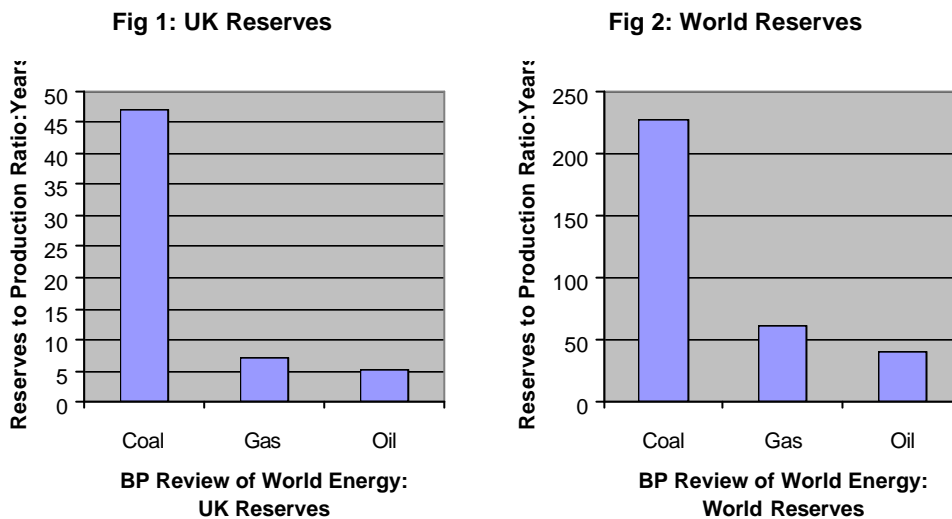 Fig 1: UK Reserves
Reserves to Production Ratio:Years
50
45
40
35
30
25
20
15
10
5
0
Coal Gas Oil
BP Review of World Energy:
UK Reserves
Fig 2: World Reserves
Reserves to Production Ratio:Years
250
200
150
100
50
0
Coal Gas Oil
BP Review of World Energy:
World Reserves